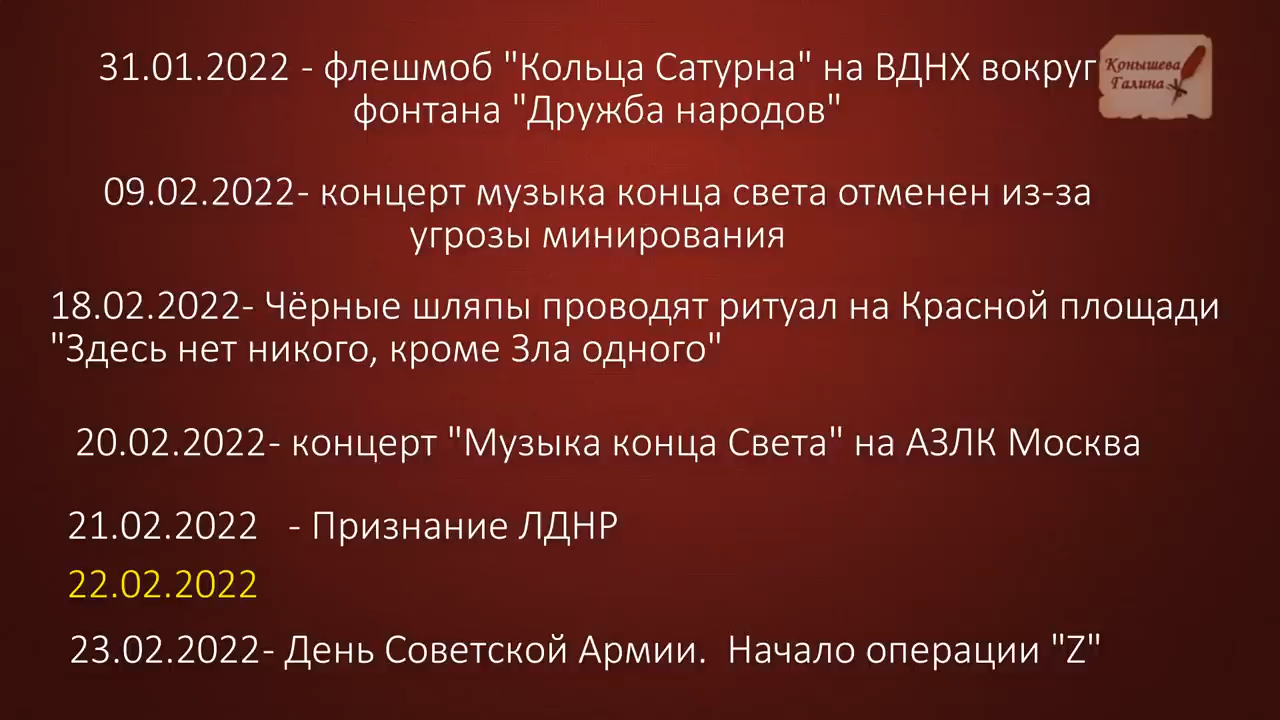 31.01.2022 - флешмоб "Кольца Сатурна" на ВДНХ вокруг
фонтана "Дружба народов"
Конышева
Галина
09.02.2022- концерт музыка конца света отменен из-за
угрозы минирования
18.02.2022- Чёрные шляпы проводят ритуал на Красной площади
"Здесь нет никого, кроме Зла одного"
20.02.2022- концерт "Музыка конца Света" на АЗЛК Москва
21.02.2022 - Признание ЛДНР
22.02.2022
23.02.2022- День Советской Армии. Начало операции "Z"